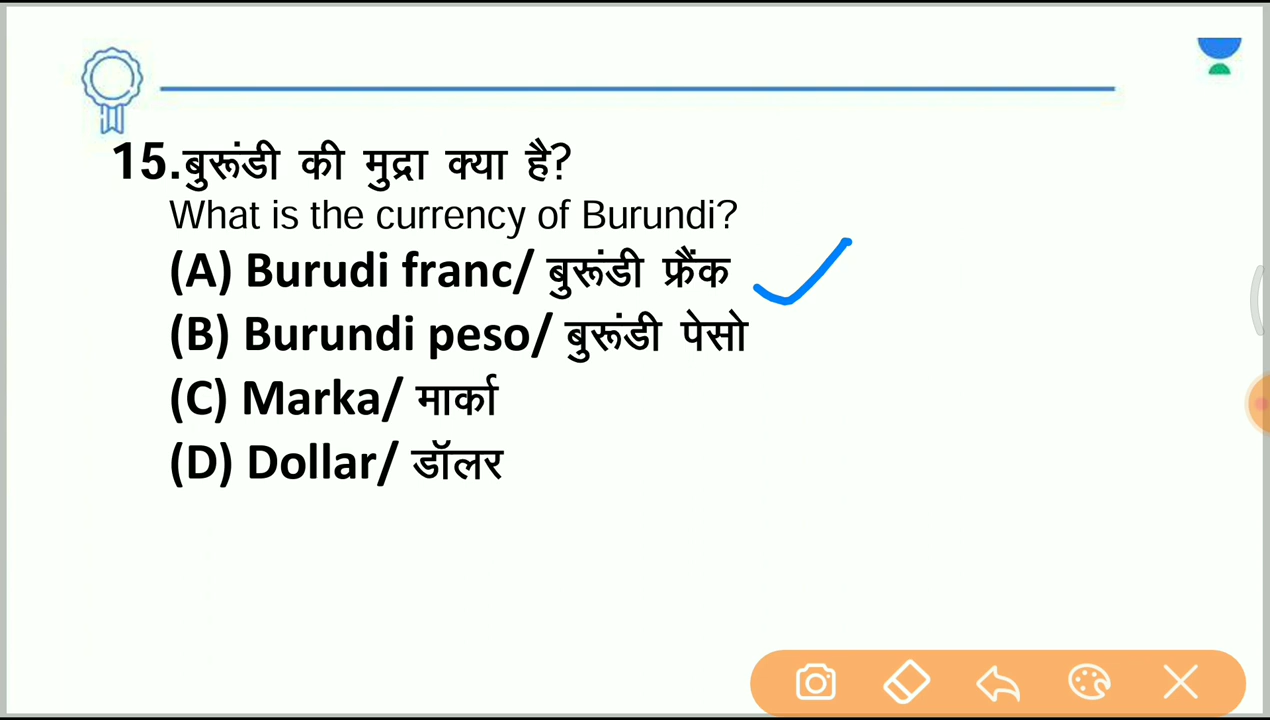 15.बुरूंडी की मुद्रा क्या है?
What is the currency of Burundi?
(A) Burudi franc/ बुरूंडी फ्रैंक
(B) Burundi peso/ बुरूंडी पेसो
(C) Marka/ मार्का
(D) Dollar/ डॉलर